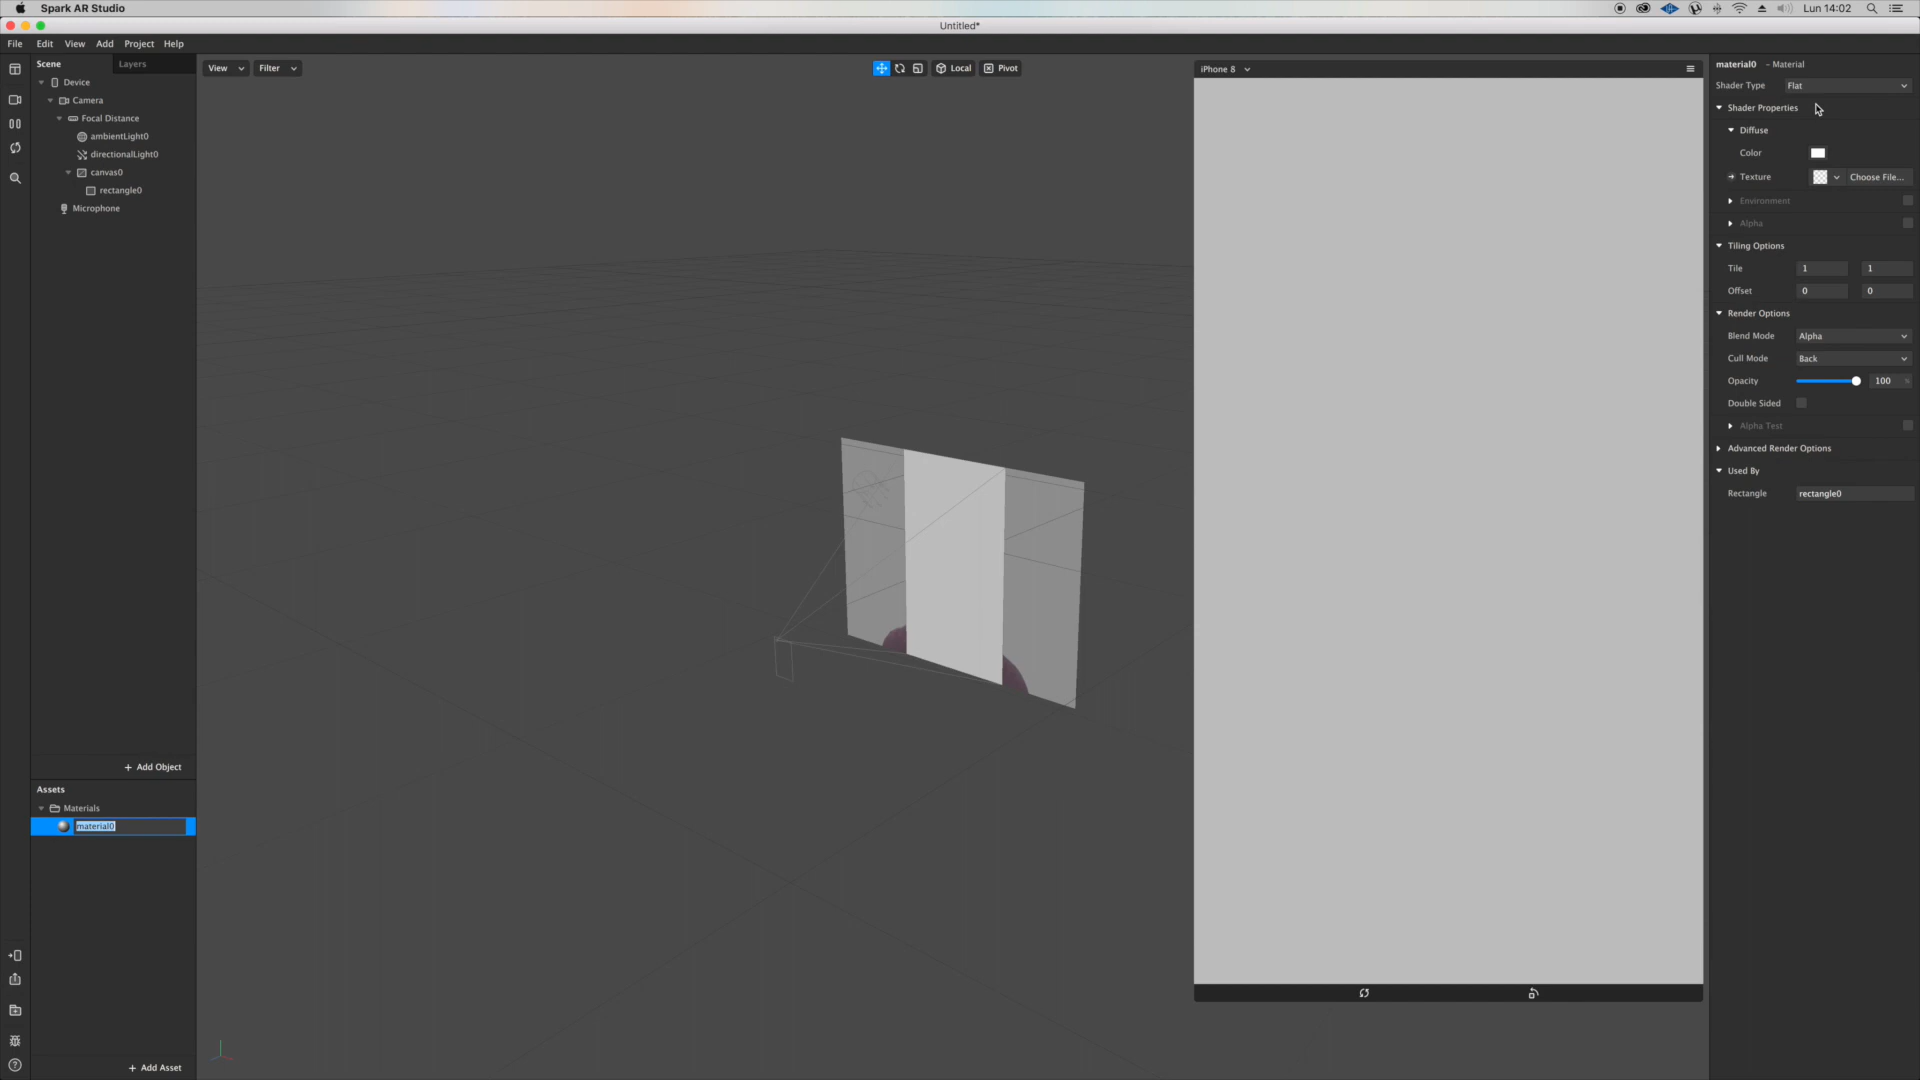 Spark AR Studio
Lun 14:02
Untitled*
File Edit View Add Project Help
Scene Layers
Device
Camera
Focal Distance
ambientLight0
directionalLight0
canvas0
rectangle0
Microphone
+ Add Object
Assets
Materials
material0
+ Add Asset
View Filter Local Pivot
iPhone 8
material0 - Material
Shader Type Flat
Shader Properties
Diffuse
Color
Texture Choose File...
Environment
Alpha
Tiling Options
Tile 1 1
Offset 0 0
Render Options
Blend Mode Alpha
Cull Mode Back
Opacity 100 %
Double Sided
Alpha Test
Advanced Render Options
Used By
Rectangle rectangle0